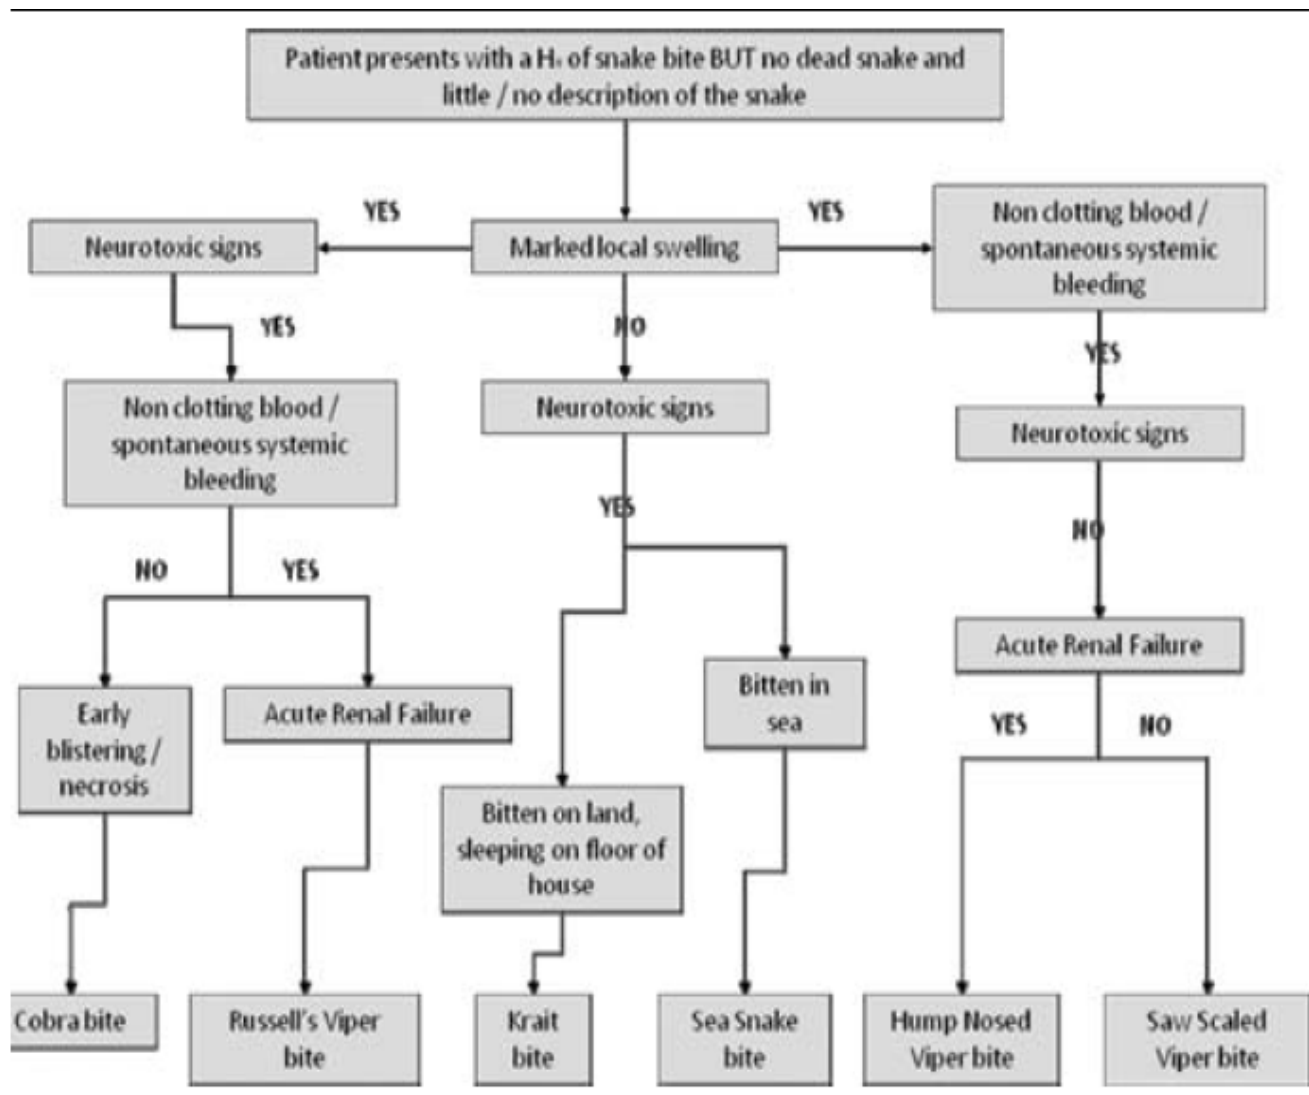 Patient presents with a Hx of snake bite BUT no dead snake and
little / no description of the snake
YES
YES
Neurotoxic signs
Marked local swelling
Non clotting blood /
spontaneous systemic
bleeding
YES
NO
YES
Non clotting blood /
spontaneous systemic
bleeding
Neurotoxic signs
Neurotoxic signs
YES
NO
NO
YES
Early
blistering /
necrosis
Acute Renal Failure
Bitten in
sea
Acute Renal Failure
YES
NO
Bitten on land,
sleeping on floor of
house
Cobra bite
Russell's Viper
bite
Krait
bite
Sea Snake
bite
Hump Nosed
Viper bite
Saw Scaled
Viper bite